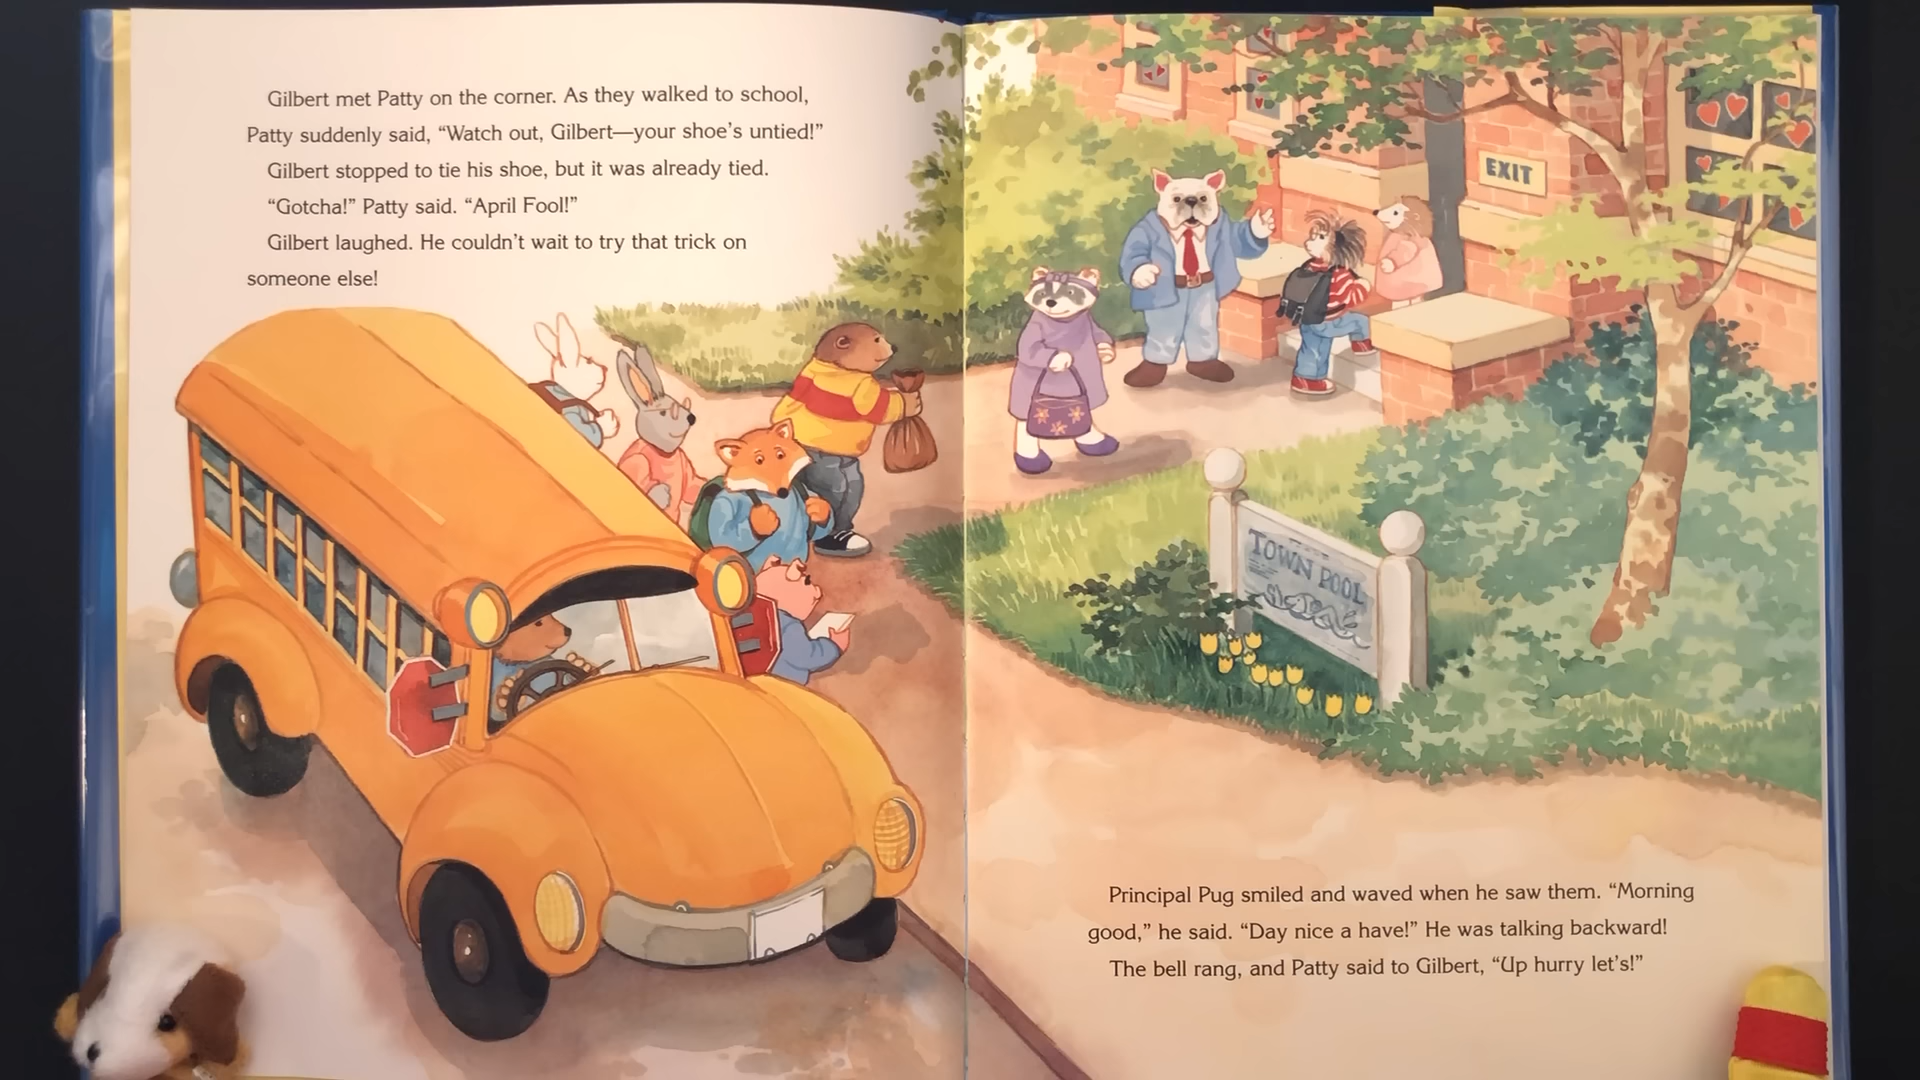 Gilbert met Patty on the corner. As they walked to school,
Patty suddenly said, “Watch out, Gilbert—your shoe’s untied!”
Gilbert stopped to tie his shoe, but it was already tied.
“Gotcha!” Patty said. “April Fool!”
Gilbert laughed. He couldn’t wait to try that trick on
someone else!
EXIT
TOWN POOL
Principal Pug smiled and waved when he saw them. “Morning
good,” he said. “Day nice a have!” He was talking backward!
The bell rang, and Patty said to Gilbert, “Up hurry let’s!”